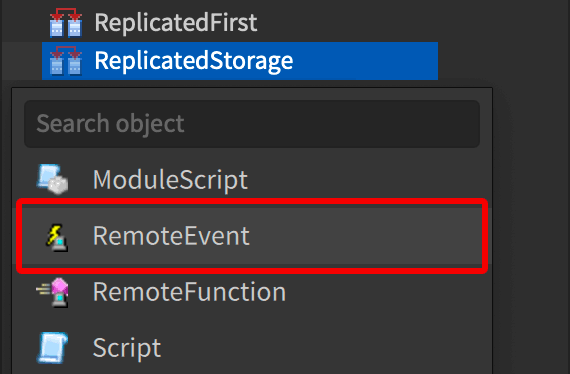 ReplicatedFirst
ReplicatedStorage
Search object
ModuleScript
RemoteEvent
RemoteFunction
Script